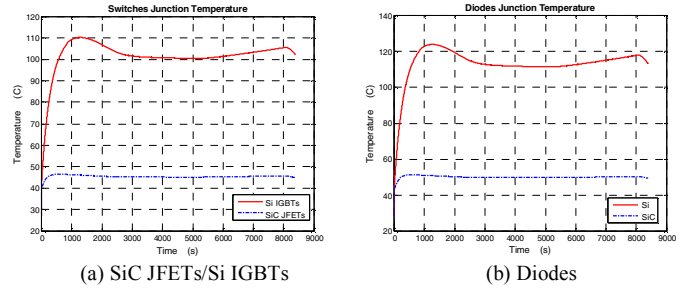 Switches Junction Temperature
120
110
100
90
80
70
60
50
40
30
20
Temperature (C)
Si IGBTs
SiC JFETs
0 1000 2000 3000 4000 5000 6000 7000 8000 9000
Time (s)
(a) SiC JFETs/Si IGBTs
Diodes Junction Temperature
140
120
100
80
60
40
20
Temperature (C)
Si
SiC
0 1000 2000 3000 4000 5000 6000 7000 8000 9000
Time (s)
(b) Diodes